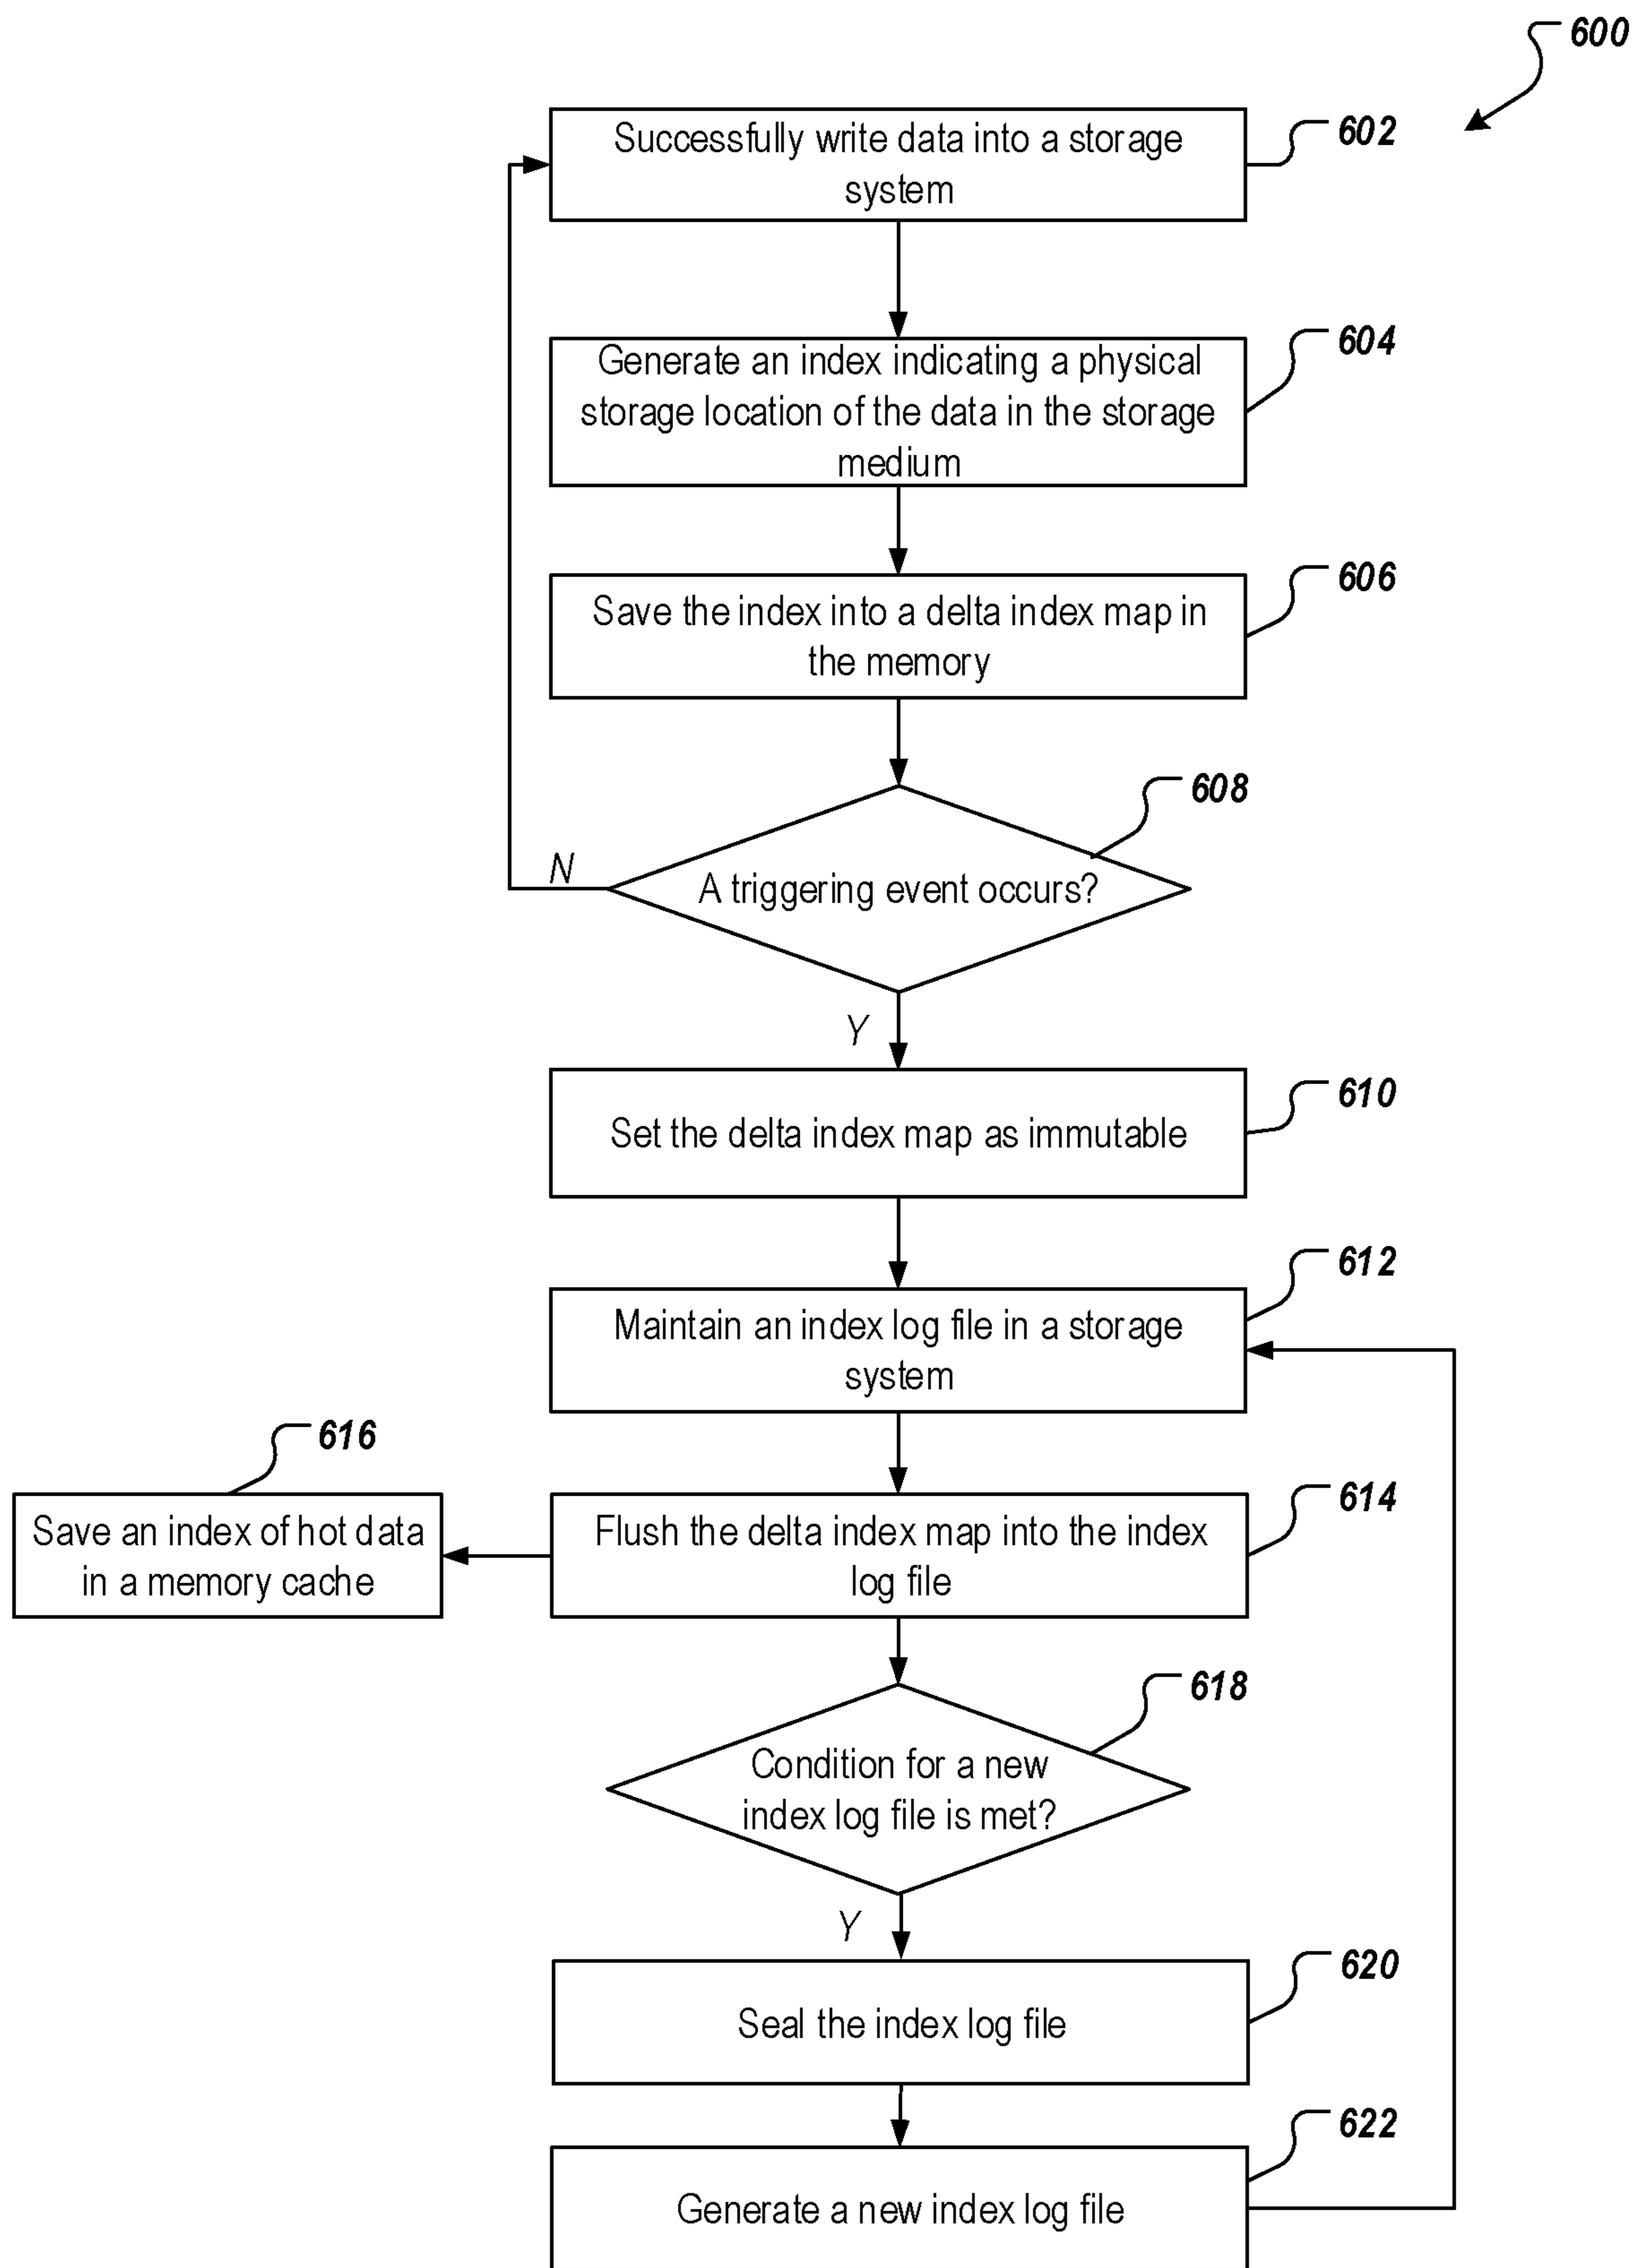 600
Successfully write data into a storage
system
602
Generate an index indicating a physical
storage location of the data in the storage
medium
604
Save the index into a delta index map in
the memory
606
A triggering event occurs?
608
N
Y
Set the delta index map as immutable
610
Maintain an index log file in a storage
system
612
Flush the delta index map into the index
log file
614
Save an index of hot data
in a memory cache
616
Condition for a new
index log file is met?
618
Y
Seal the index log file
620
Generate a new index log file
622